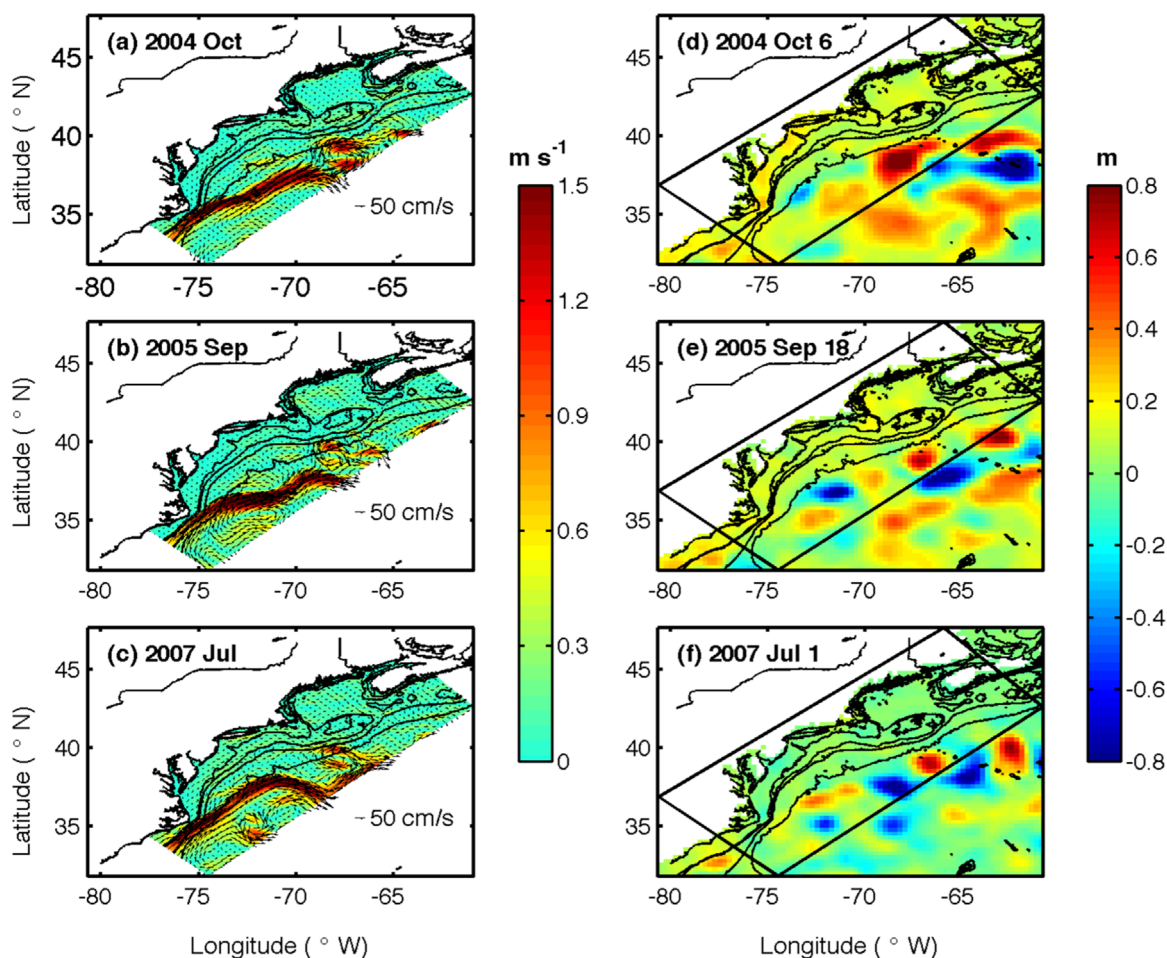 (a) 2004 Oct
45
40
35
Latitude ( ° N)
~ 50 cm/s
-80 -75 -70 -65
(b) 2005 Sep
45
40
35
Latitude ( ° N)
~ 50 cm/s
-80 -75 -70 -65
(c) 2007 Jul
45
40
35
Latitude ( ° N)
~ 50 cm/s
-80 -75 -70 -65
Longitude ( ° W)
m s-1
1.5
1.2
0.9
0.6
0.3
0
(d) 2004 Oct 6
45
40
35
Latitude ( ° N)
-80 -75 -70 -65
(e) 2005 Sep 18
45
40
35
Latitude ( ° N)
-80 -75 -70 -65
(f) 2007 Jul 1
45
40
35
Latitude ( ° N)
-80 -75 -70 -65
Longitude ( ° W)
m
0.8
0.6
0.4
0.2
0
-0.2
-0.4
-0.6
-0.8